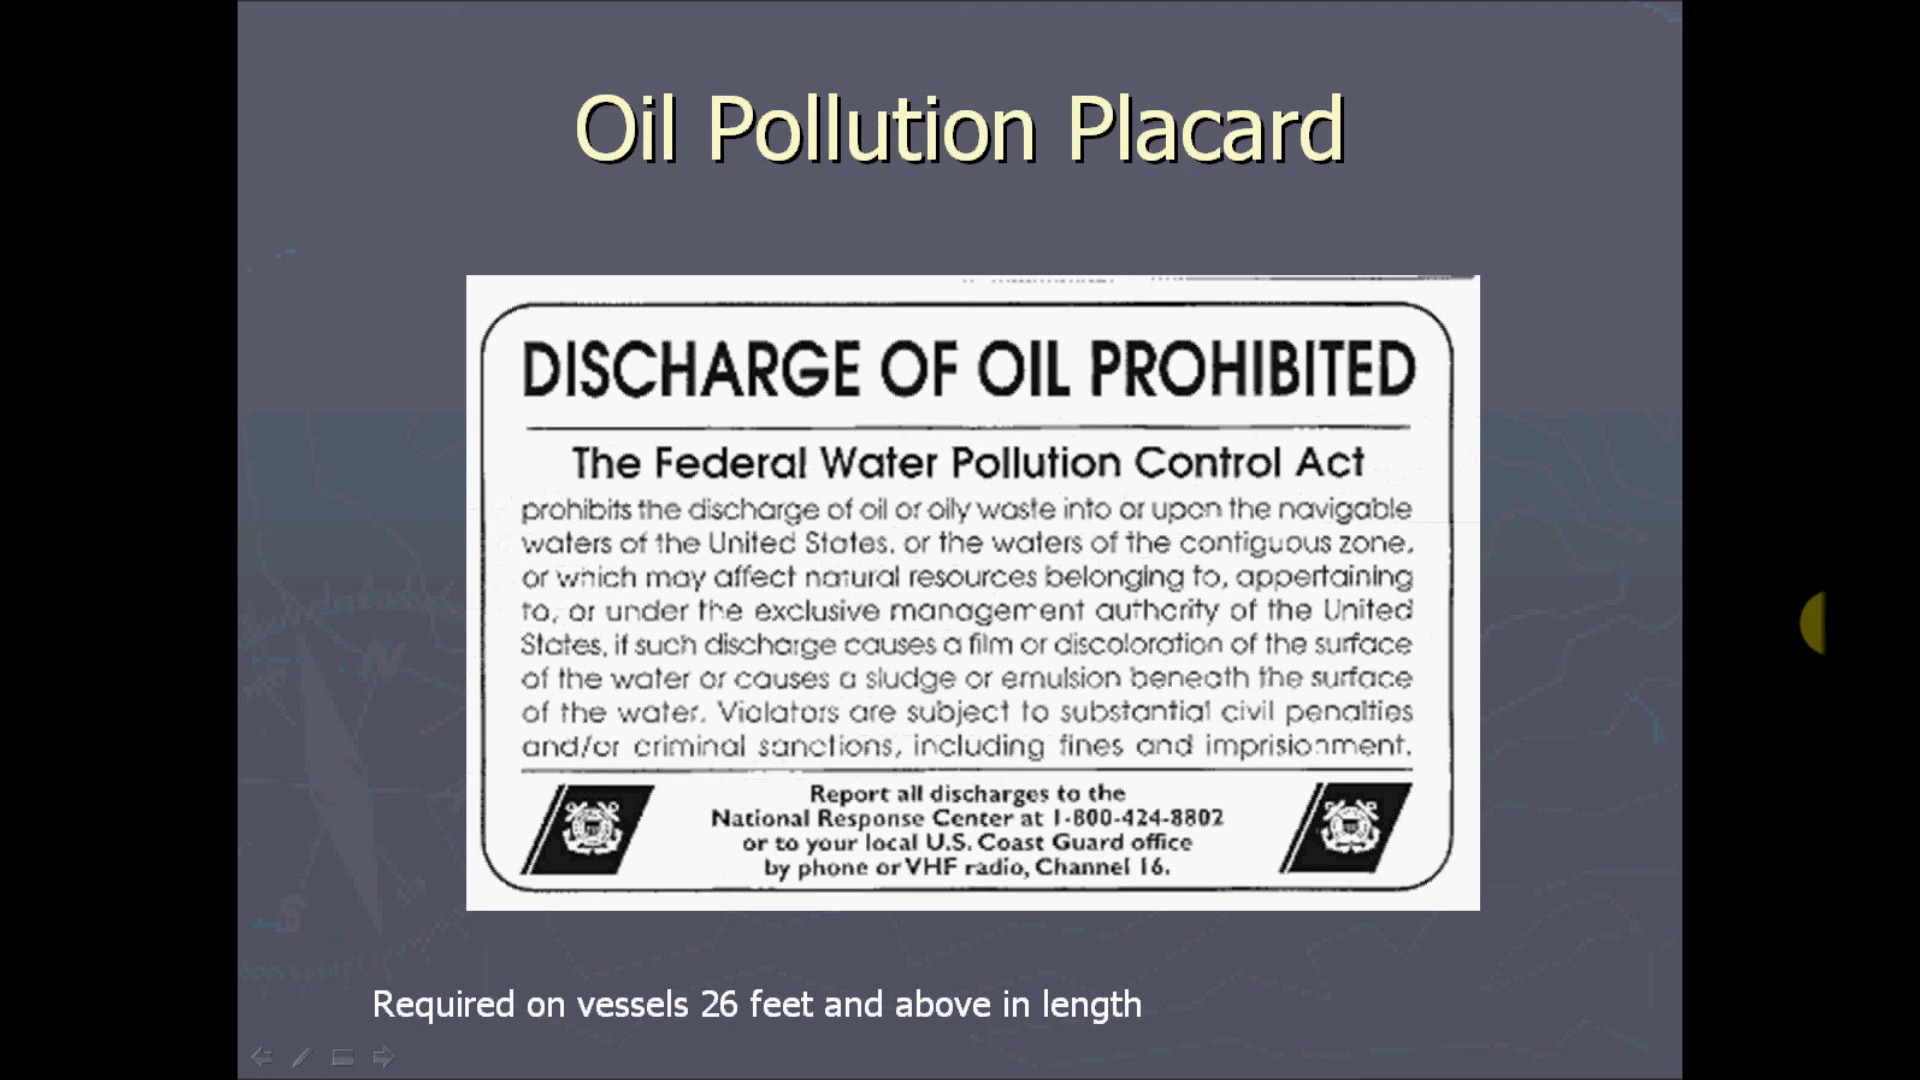 Oil Pollution Placard
DISCHARGE OF OIL PROHIBITED
The Federal Water Pollution Control Act
prohibits the discharge of oil or oily waste into or upon the navigable
waters of the United States, or the waters of the contiguous zone,
or which may affect natural resources belonging to, appertaining
to, or under the exclusive management authority of the United
States, if such discharge causes a film or discoloration of the surface
of the water or causes a sludge or emulsion beneath the surface
of the water. Violators are subject to substantial civil penalties
and/or criminal sanctions, including fines and imprisionment.
Report all discharges to the
National Response Center at 1-800-424-8802
or to your local U.S. Coast Guard office
by phone or VHF radio, Channel 16.
Required on vessels 26 feet and above in length
N
S